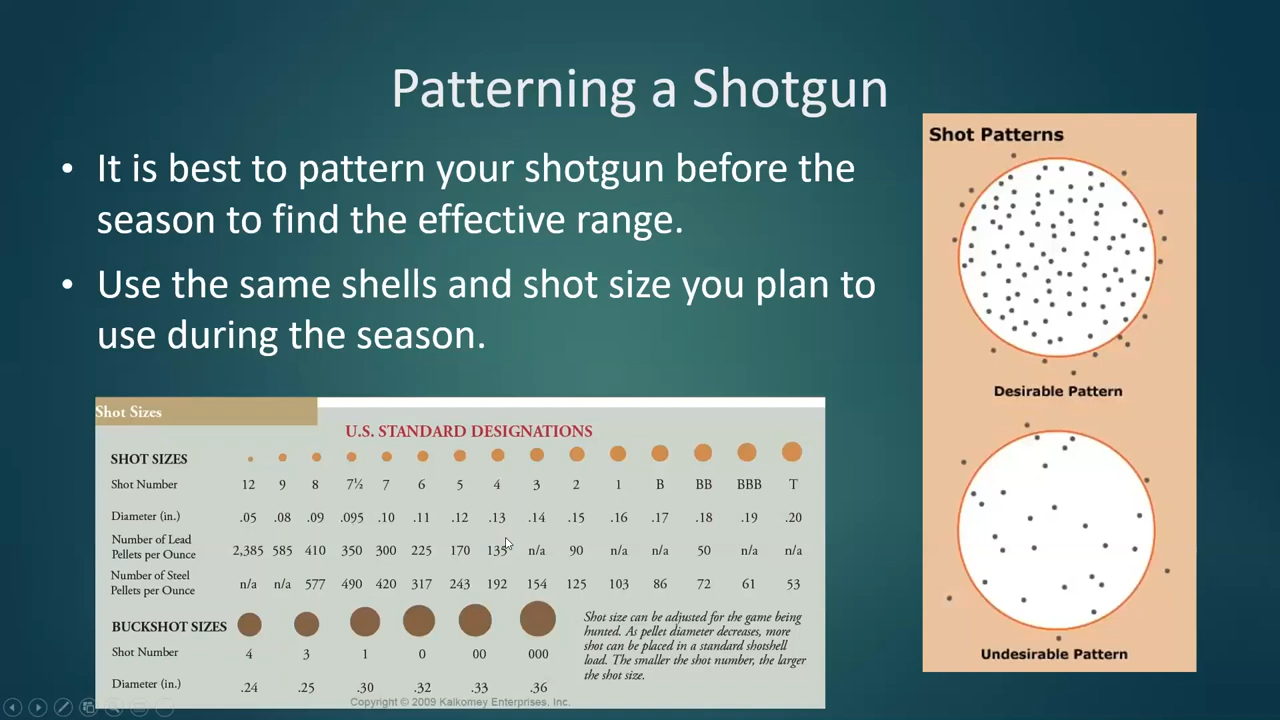 Patterning a Shotgun
• It is best to pattern your shotgun before the
season to find the effective range.
• Use the same shells and shot size you plan to
use during the season.
Shot Patterns
Desirable Pattern
Undesirable Pattern
Shot Sizes
U.S. STANDARD DESIGNATIONS
SHOT SIZES
Shot Number 12 9 8 7½ 7 6 5 4 3 2 1 B BB BBB T
Diameter (in.) .05 .08 .09 .095 .10 .11 .12 .13 .14 .15 .16 .17 .18 .19 .20
Number of Lead
Pellets per Ounce 2,385 585 410 350 300 225 170 135 n/a 90 n/a n/a 50 n/a n/a
Number of Steel
Pellets per Ounce n/a n/a 577 490 420 317 243 192 154 125 103 86 72 61 53
BUCKSHOT SIZES
Shot Number 4 3 1 0 00 000
Diameter (in.) .24 .25 .30 .32 .33 .36
Shot size can be adjusted for the game being
hunted. As pellet diameter decreases, more
shot can be placed in a standard shotshell
load. The smaller the shot number, the larger
the shot size.
Copyright © 2009 Kalkomey Enterprises, Inc.